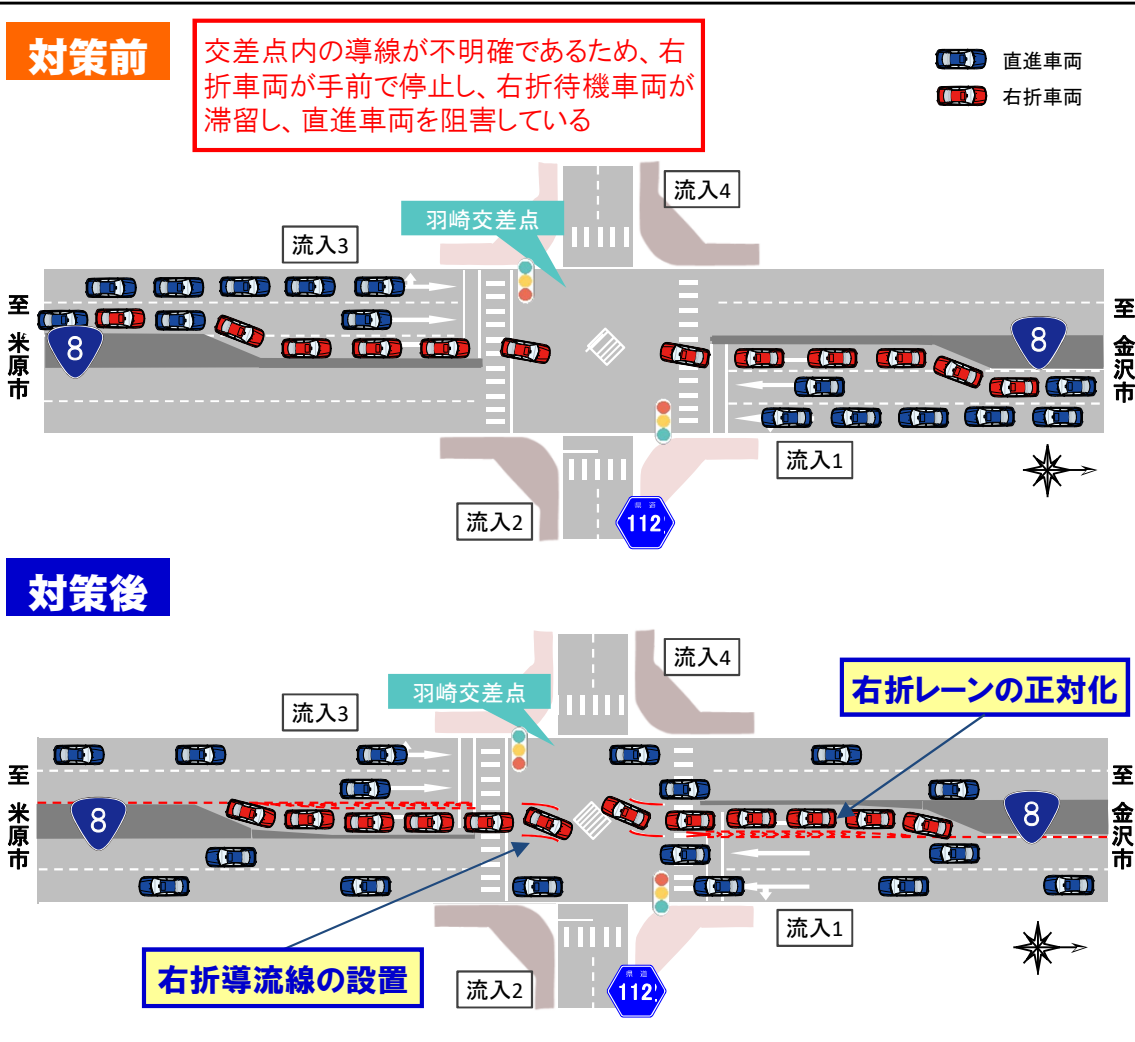 対策前
交差点内の導線が不明確であるため、右
折車両が手前で停止し、右折待機車両が
滞留し、直進車両を阻害している
直進車両
右折車両
流入4
羽崎交差点
流入3
至 米原市
8
8
至 金沢市
流入1
流入2
県道
112
対策後
流入4
羽崎交差点
右折レーンの正対化
流入3
至 米原市
8
8
至 金沢市
流入1
右折導流線の設置
流入2
県道
112